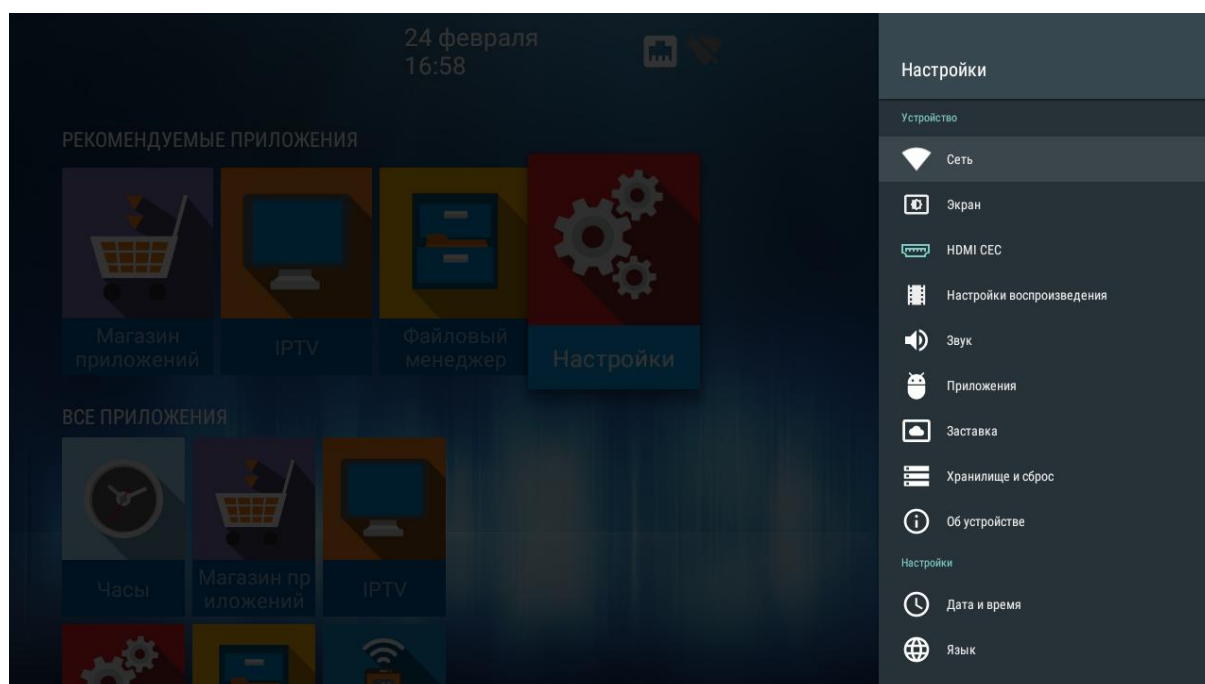 24 февраля
16:58
РЕКОМЕНДУЕМЫЕ ПРИЛОЖЕНИЯ
Магазин
приложений
IPTV
Файловый
менеджер
Настройки
ВСЕ ПРИЛОЖЕНИЯ
Часы
Магазин пр
иложений
IPTV
Настройки
Устройство
Сеть
Экран
HDMI CEC
Настройки воспроизведения
Звук
Приложения
Заставка
Хранилище и сброс
Об устройстве
Настройки
Дата и время
Язык